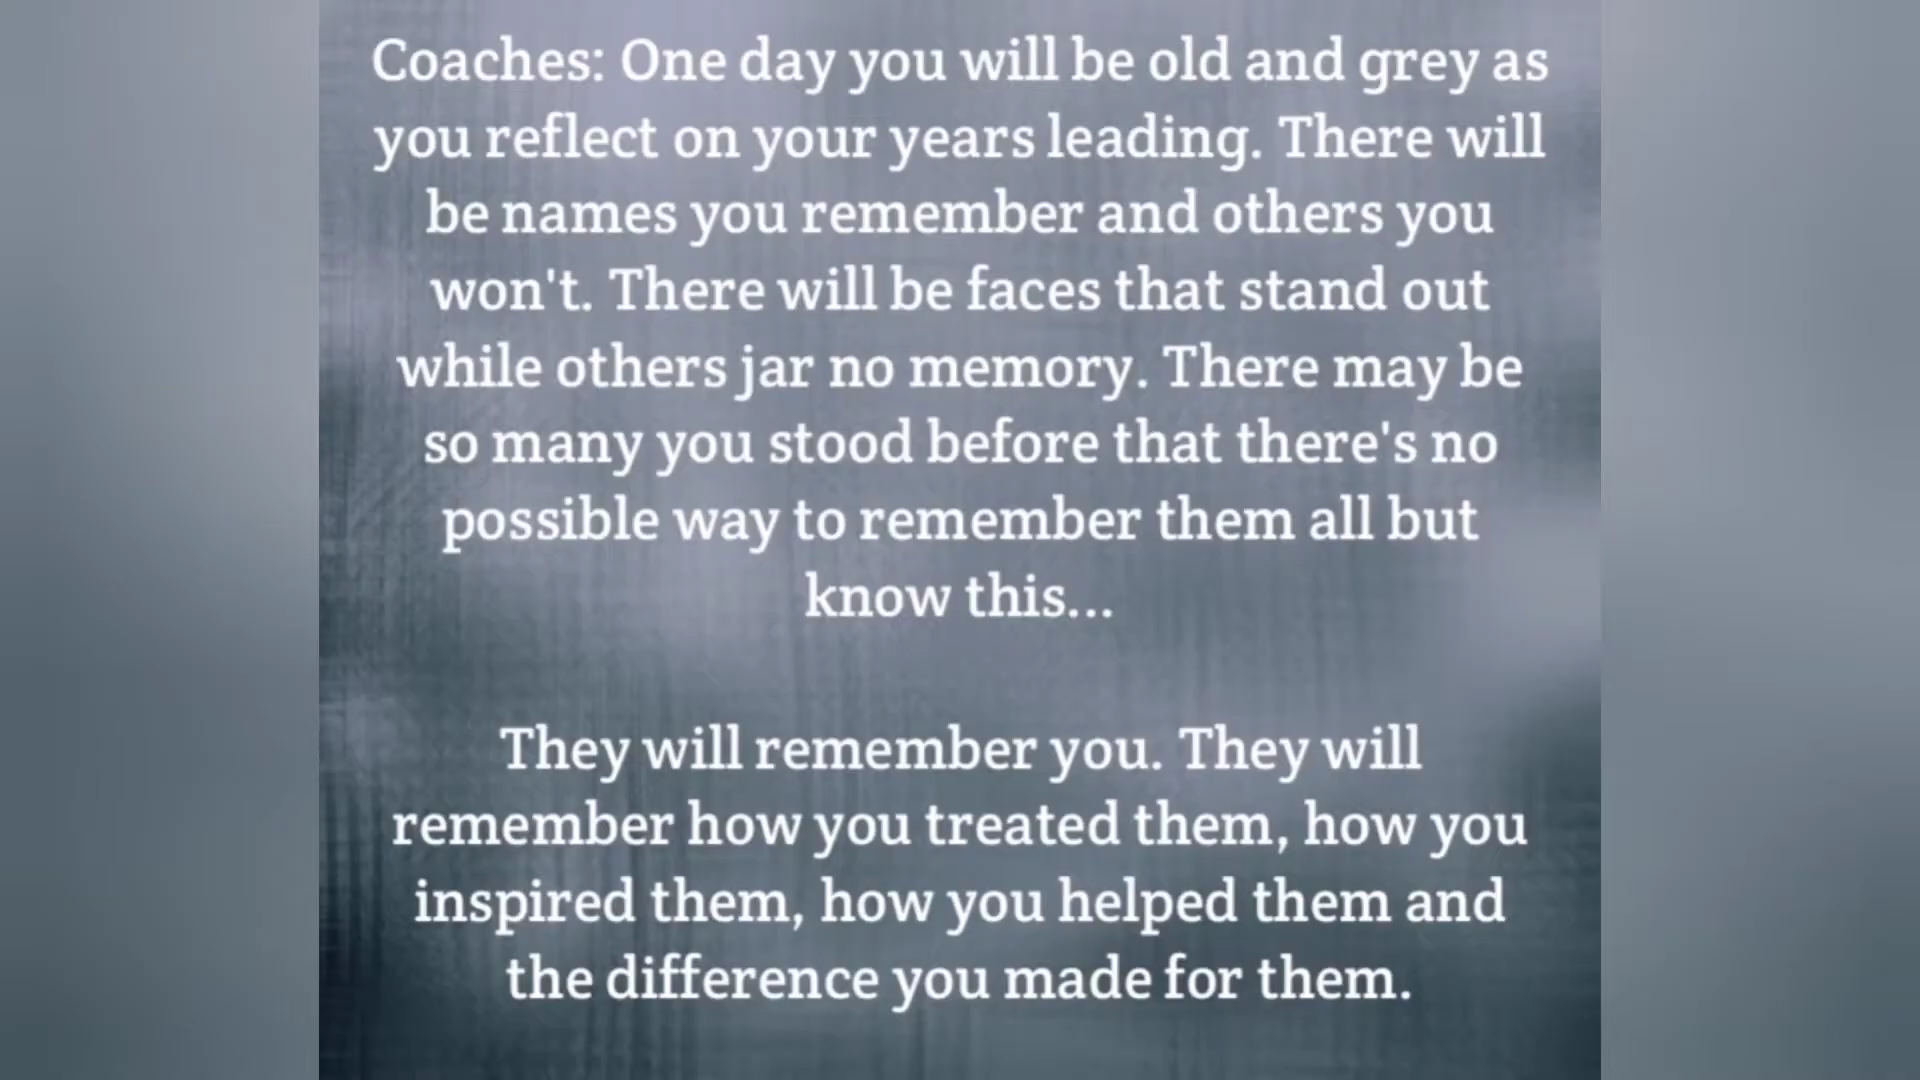 Coaches: One day you will be old and grey as
you reflect on your years leading. There will
be names you remember and others you
won't. There will be faces that stand out
while others jar no memory. There may be
so many you stood before that there's no
possible way to remember them all but
know this...
They will remember you. They will
remember how you treated them, how you
inspired them, how you helped them and
the difference you made for them.